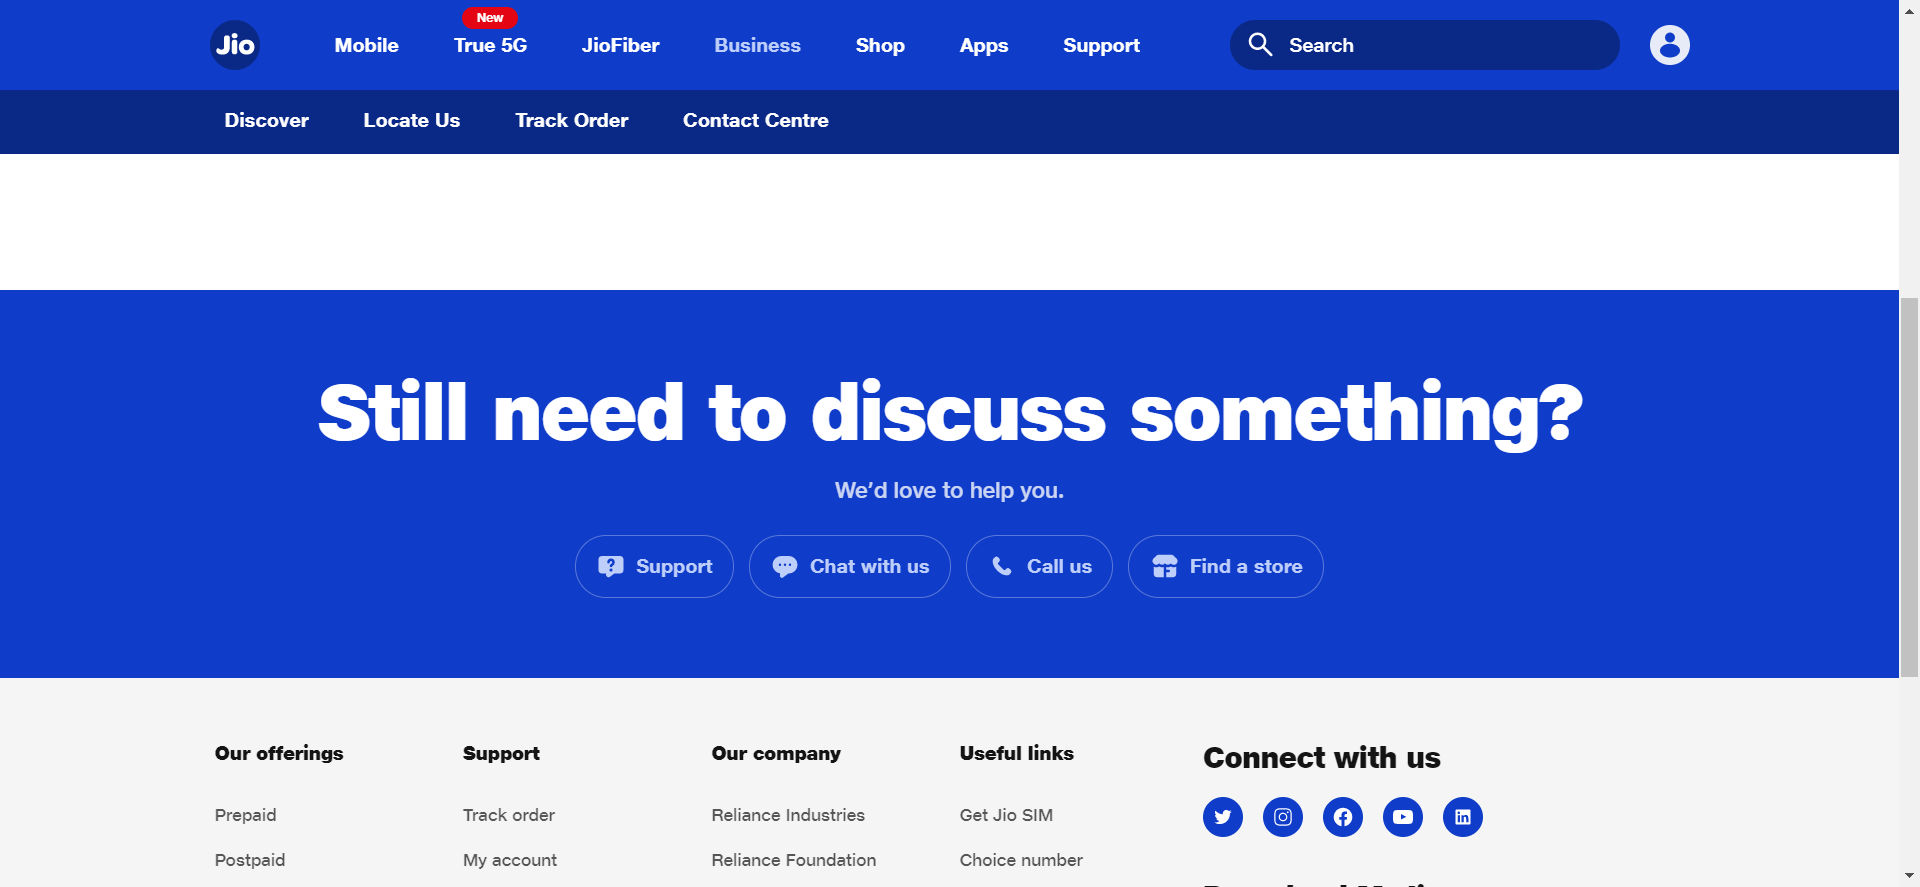 New
Jio Mobile True 5G JioFiber Business Shop Apps Support Search
Discover Locate Us Track Order Contact Centre
Still need to discuss something?
We’d love to help you.
Support Chat with us Call us Find a store
Our offerings Support Our company Useful links Connect with us
Prepaid Track order Reliance Industries Get Jio SIM
Postpaid My account Reliance Foundation Choice number